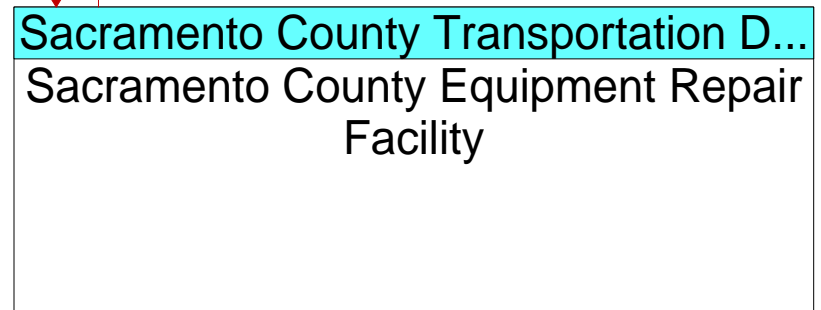 Sacramento County Transportation D...
Sacramento County Equipment Repair
Facility